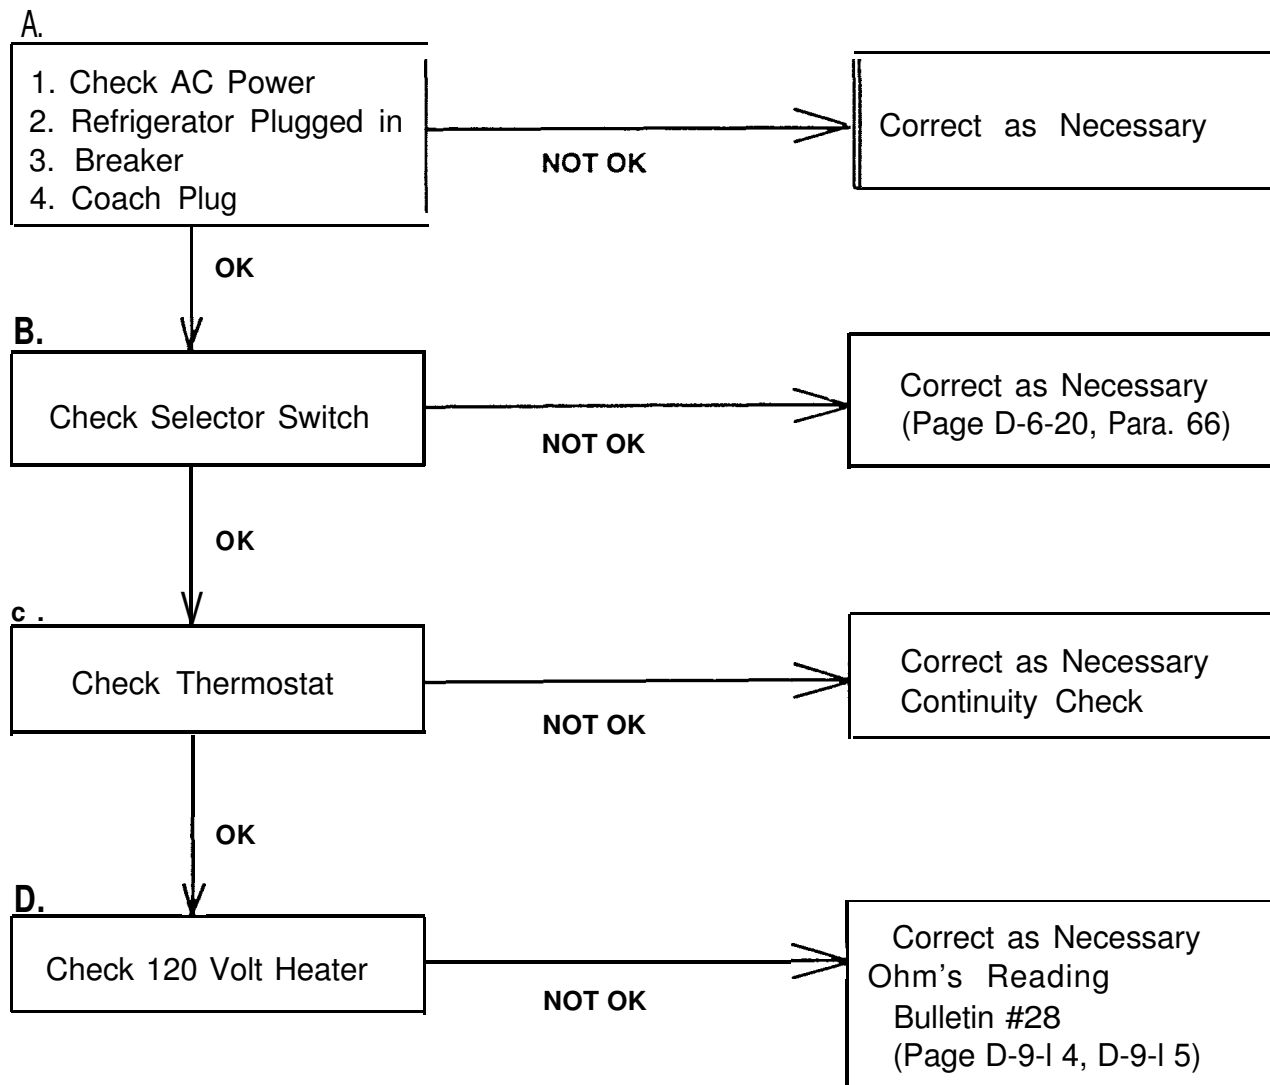 A.
1. Check AC Power
2. Refrigerator Plugged in
3. Breaker
4. Coach Plug
NOT OK
Correct as Necessary
OK
B.
Check Selector Switch
NOT OK
Correct as Necessary
(Page D-6-20, Para. 66)
OK
c .
Check Thermostat
NOT OK
Correct as Necessary
Continuity Check
OK
D.
Check 120 Volt Heater
NOT OK
Correct as Necessary
Ohm's Reading
Bulletin #28
(Page D-9-l 4, D-9-l 5)